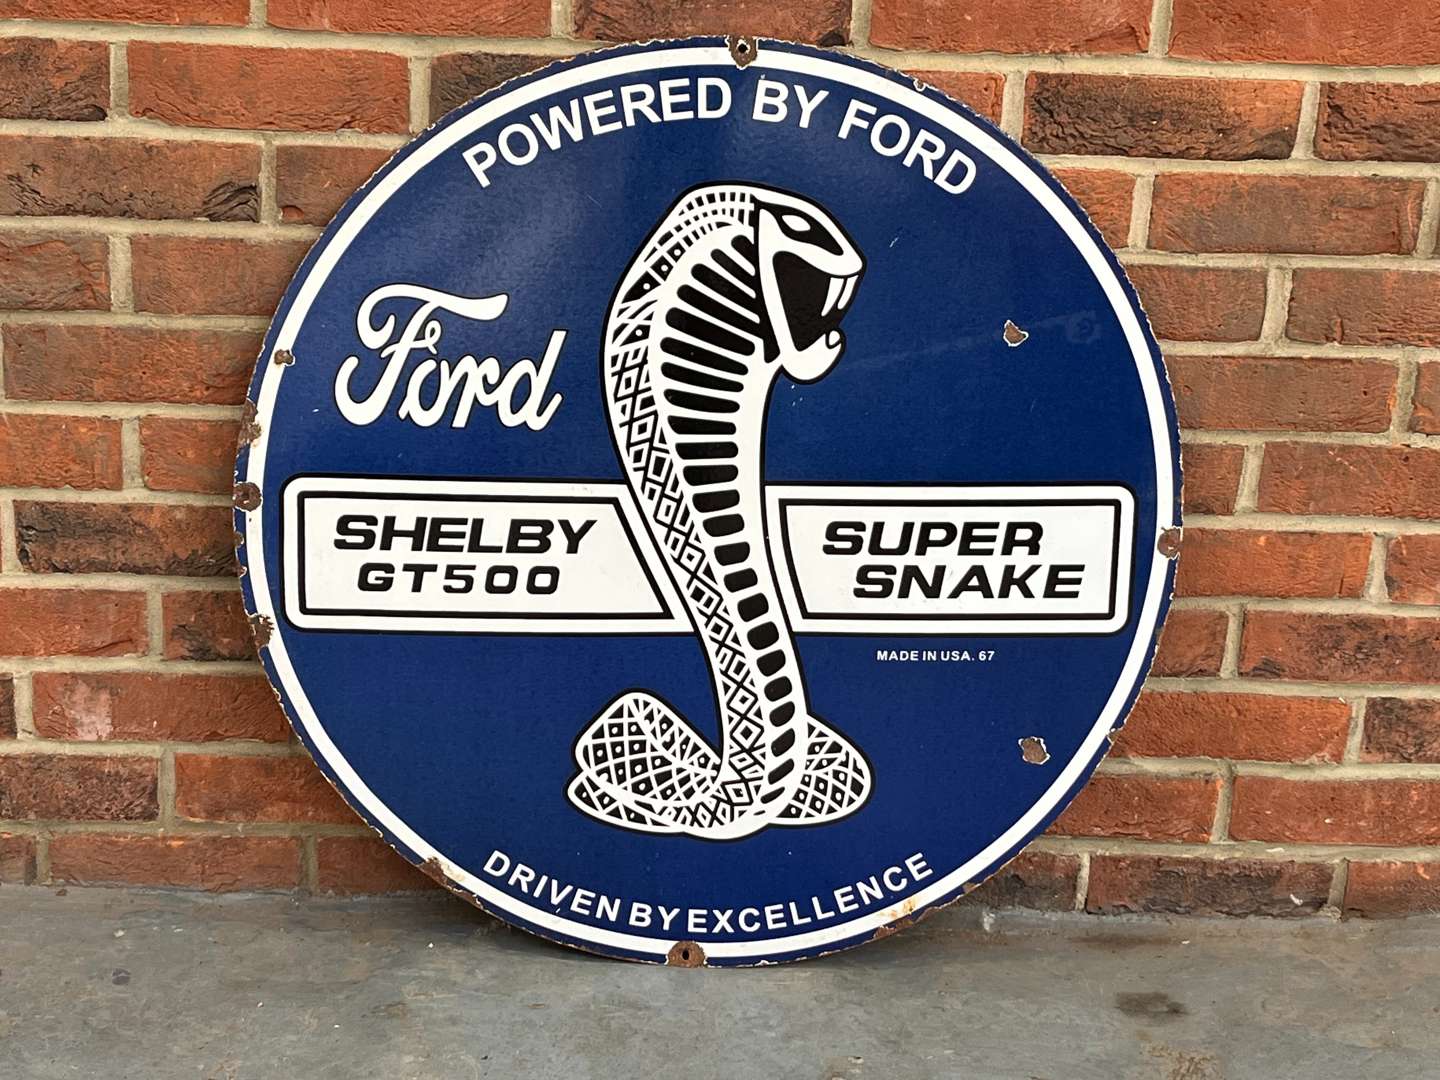 POWERED BY FORD
Ford
SHELBY
GT500
SUPER
SNAKE
MADE IN USA. 67
DRIVEN BY EXCELLENCE